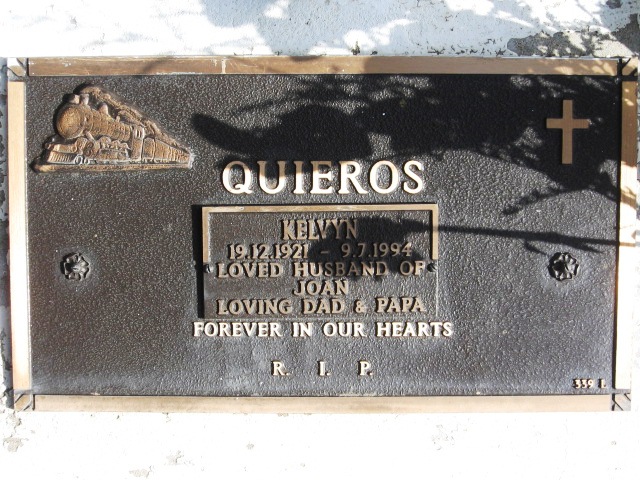 QUIEROS
KELVYN
19.12.1921 - 9.7.1994
LOVED HUSBAND OF
JOAN
LOVING DAD & PAPA
FOREVER IN OUR HEARTS
R. I. P.
339